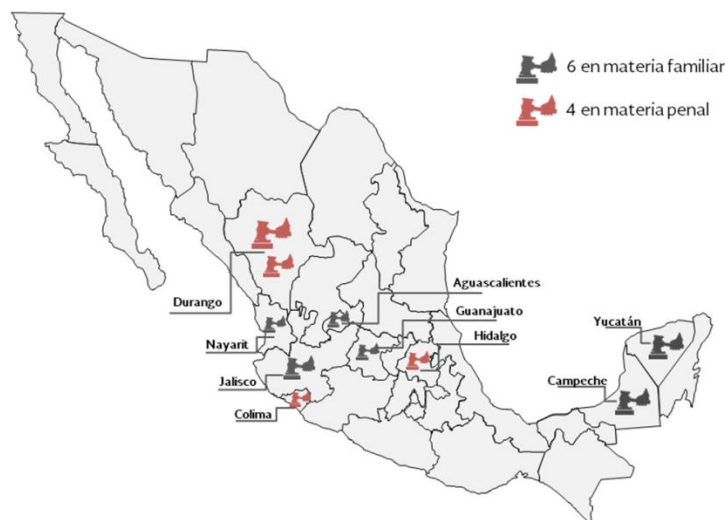 6 en materia familiar
4 en materia penal
Aguascalientes
Durango
Guanajuato
Yucatán
Hidalgo
Nayarit
Jalisco
Campeche
Colima